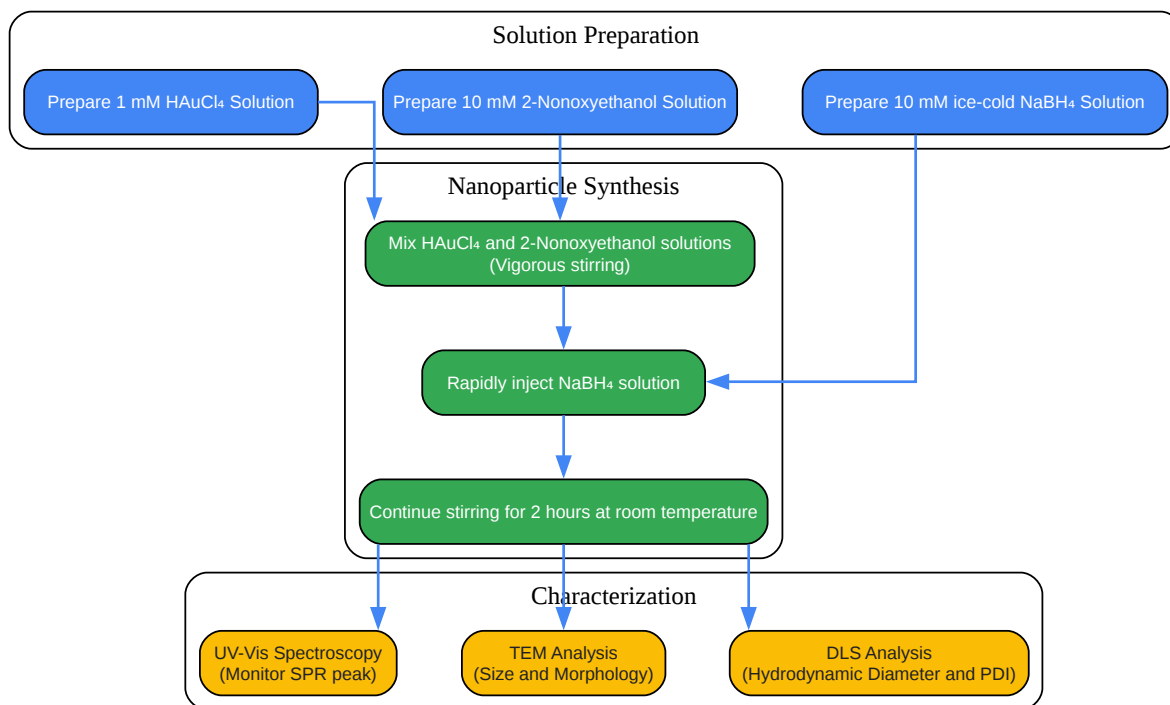 Solution Preparation
Prepare 1 mM HAuCl₄ Solution
Prepare 10 mM 2-Nonoxyethanol Solution
Prepare 10 mM ice-cold NaBH₄ Solution
Nanoparticle Synthesis
Mix HAuCl₄ and 2-Nonoxyethanol solutions
(Vigorous stirring)
Rapidly inject NaBH₄ solution
Continue stirring for 2 hours at room temperature
Characterization
UV-Vis Spectroscopy
(Monitor SPR peak)
TEM Analysis
(Size and Morphology)
DLS Analysis
(Hydrodynamic Diameter and PDI)